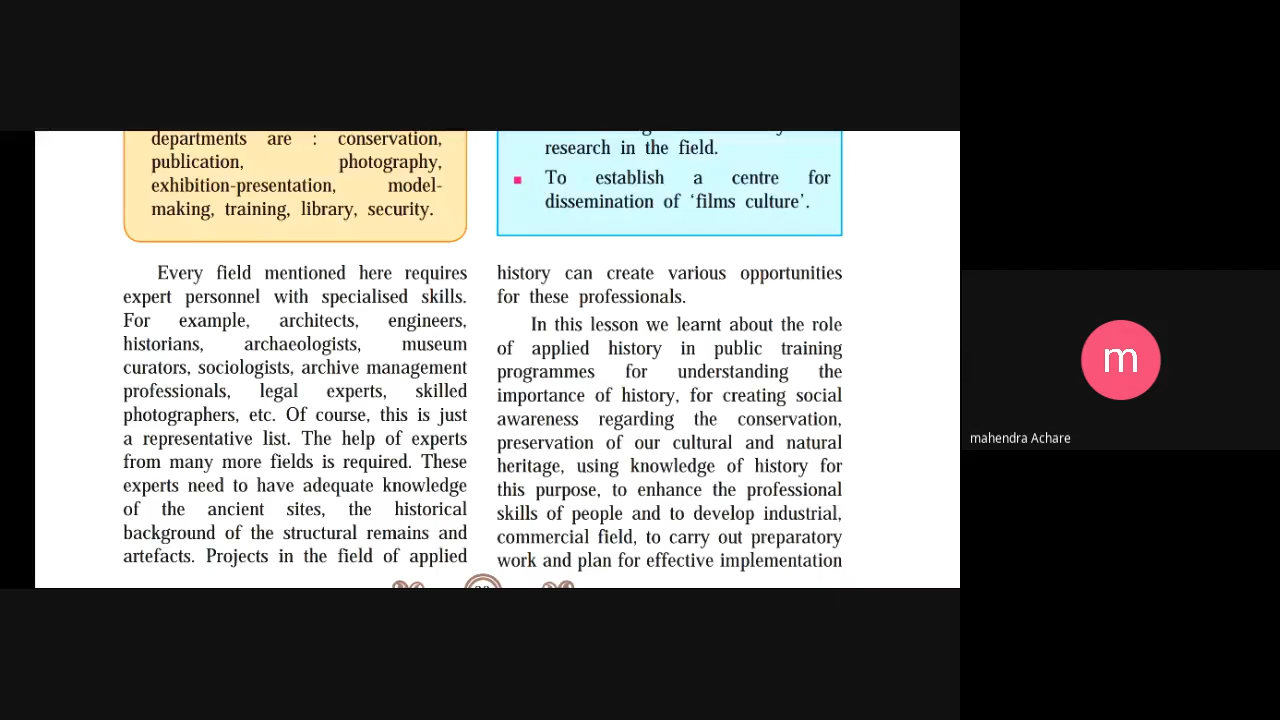 departments are : conservation,
publication, photography,
exhibition-presentation, model-
making, training, library, security.
research in the field.
■ To establish a centre for
dissemination of ‘films culture’.
Every field mentioned here requires
expert personnel with specialised skills.
For example, architects, engineers,
historians, archaeologists, museum
curators, sociologists, archive management
professionals, legal experts, skilled
photographers, etc. Of course, this is just
a representative list. The help of experts
from many more fields is required. These
experts need to have adequate knowledge
of the ancient sites, the historical
background of the structural remains and
artefacts. Projects in the field of applied
history can create various opportunities
for these professionals.
In this lesson we learnt about the role
of applied history in public training
programmes for understanding the
importance of history, for creating social
awareness regarding the conservation,
preservation of our cultural and natural
heritage, using knowledge of history for
this purpose, to enhance the professional
skills of people and to develop industrial,
commercial field, to carry out preparatory
work and plan for effective implementation
m
mahendra Achare